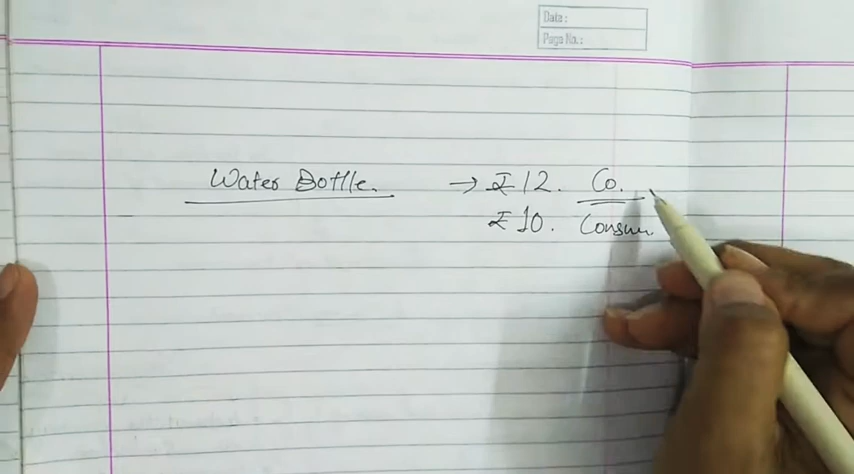 Date:
Page No.:
Water Bottle. → ₹12. Co.
₹10. Consum.